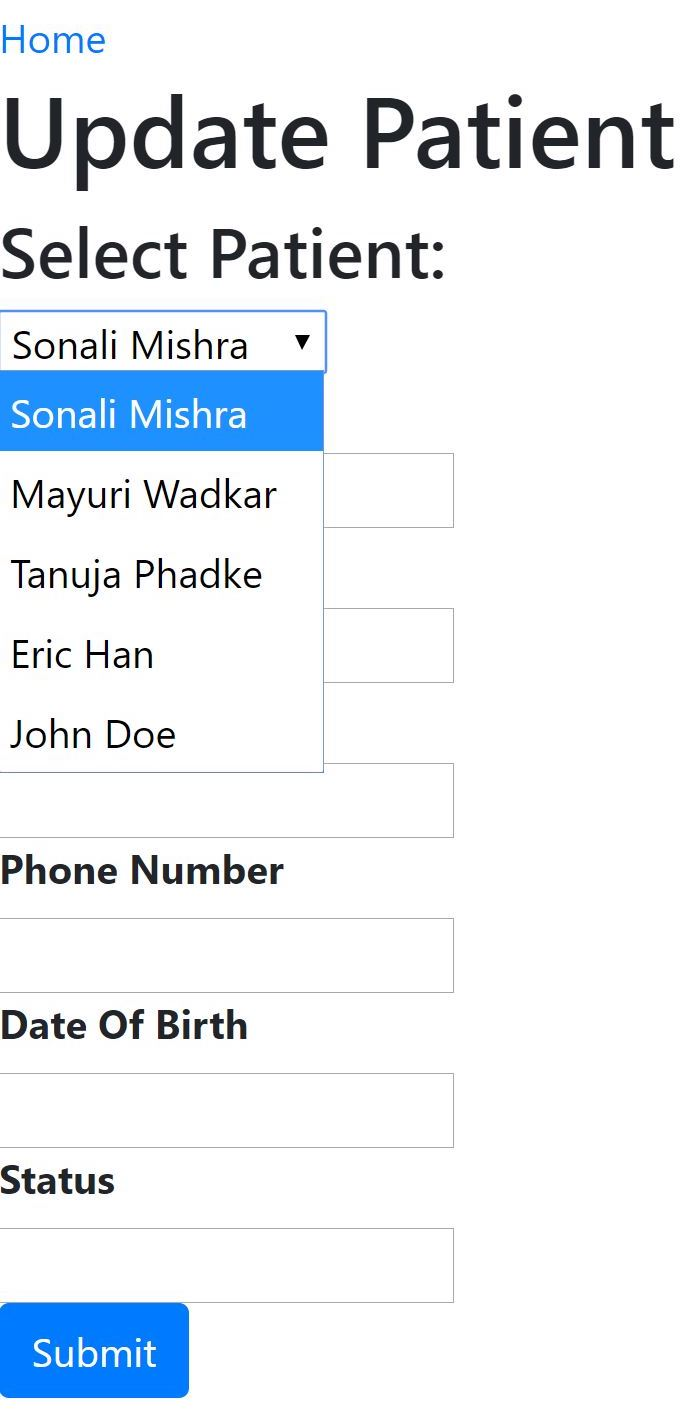 Home
Update Patient
Select Patient:
Sonali Mishra
Sonali Mishra
Mayuri Wadkar
Tanuja Phadke
Eric Han
John Doe
Phone Number
Date Of Birth
Status
Submit